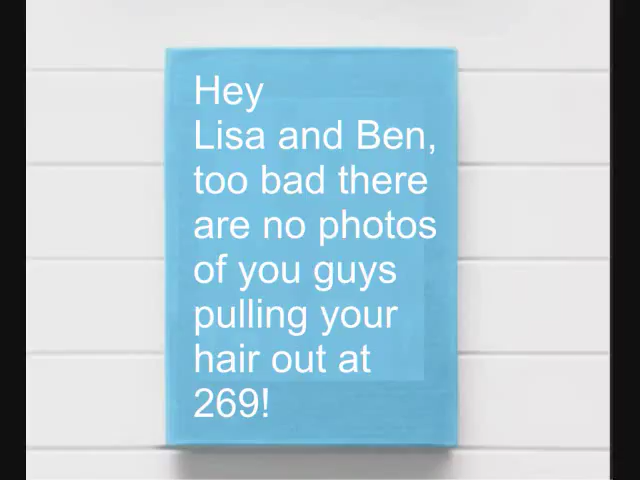 Hey
Lisa and Ben,
too bad there
are no photos
of you guys
pulling your
hair out at
269!